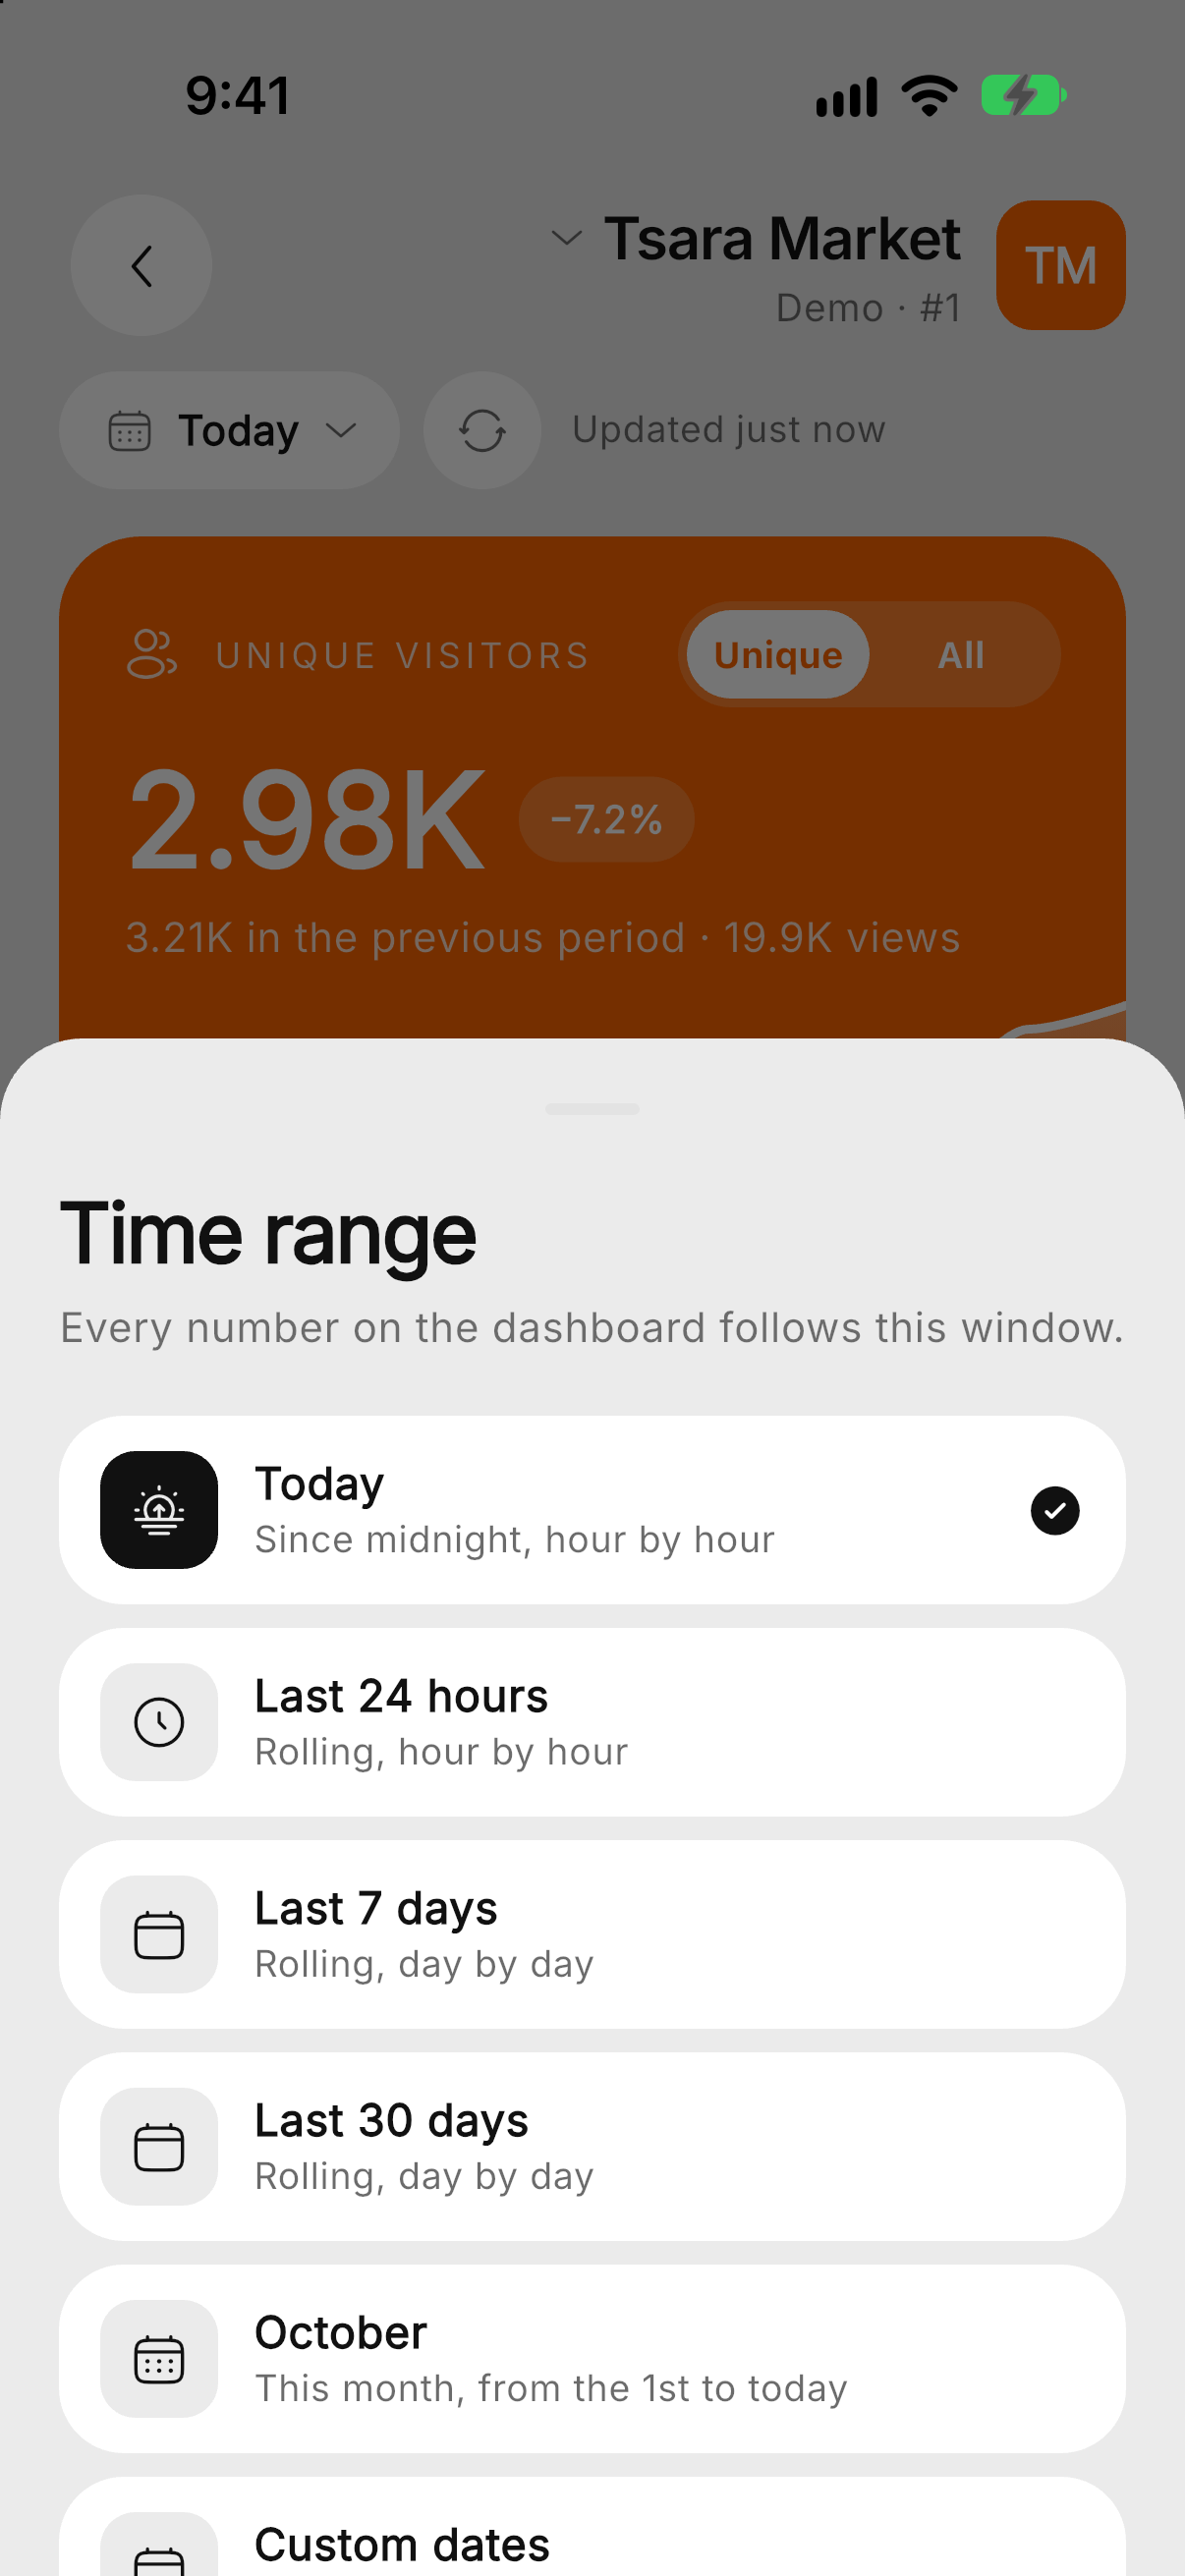 9:41
Tsara Market
TM
Demo · #1
Today
Updated just now
UNIQUE VISITORS
Unique
All
2.98K
−7.2%
3.21K in the previous period · 19.9K views
Time range
Every number on the dashboard follows this window.
Today
Since midnight, hour by hour
Last 24 hours
Rolling, hour by hour
Last 7 days
Rolling, day by day
Last 30 days
Rolling, day by day
October
This month, from the 1st to today
Custom dates